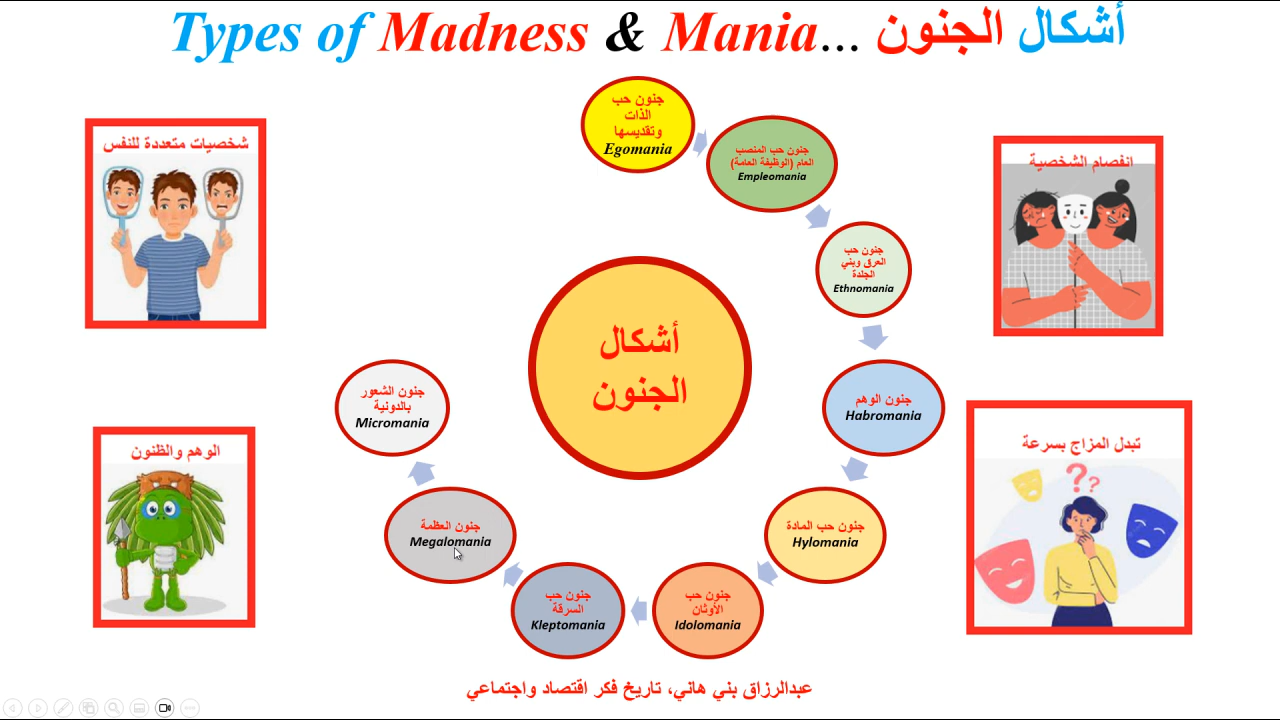 Types of Madness & Mania... أشكال الجنون
جنون حب
الذات
وتقديسها
Egomania
جنون حب المنصب
العام (الوظيفة العامة)
Empleomania
جنون حب
العرق وبني
الجلدة
Ethnomania
جنون الوهم
Habromania
جنون حب المادة
Hylomania
جنون حب
الأوثان
Idolomania
جنون حب
السرقة
Kleptomania
جنون العظمة
Megalomania
جنون الشعور
بالدونية
Micromania
أشكال
الجنون
شخصيات متعددة للنفس
انفصام الشخصية
الوهم والظنون
تبدل المزاج بسرعة
? ?
عبدالرزاق بني هاني، تاريخ فكر اقتصاد واجتماعي